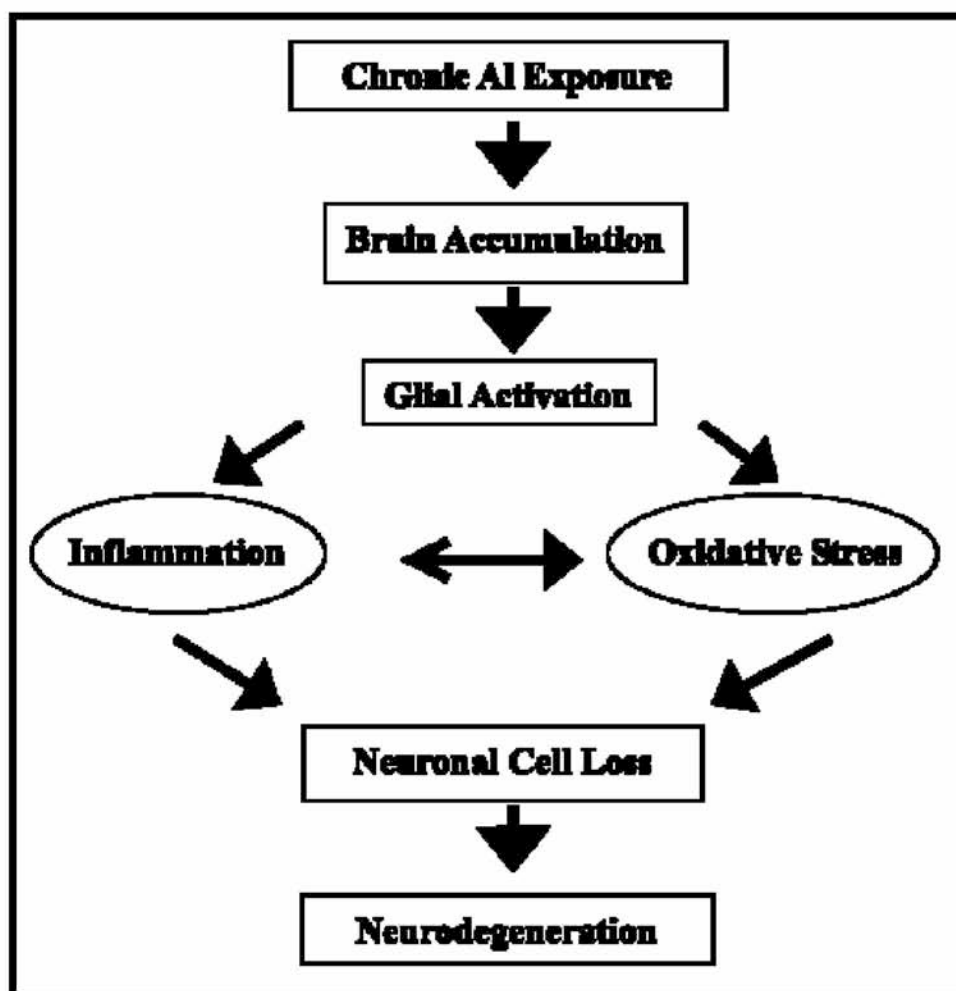 Chronic Al Exposure
Brain Accumulation
Glial Activation
Inflammation
Oxidative Stress
Neuronal Cell Loss
Neurodegeneration